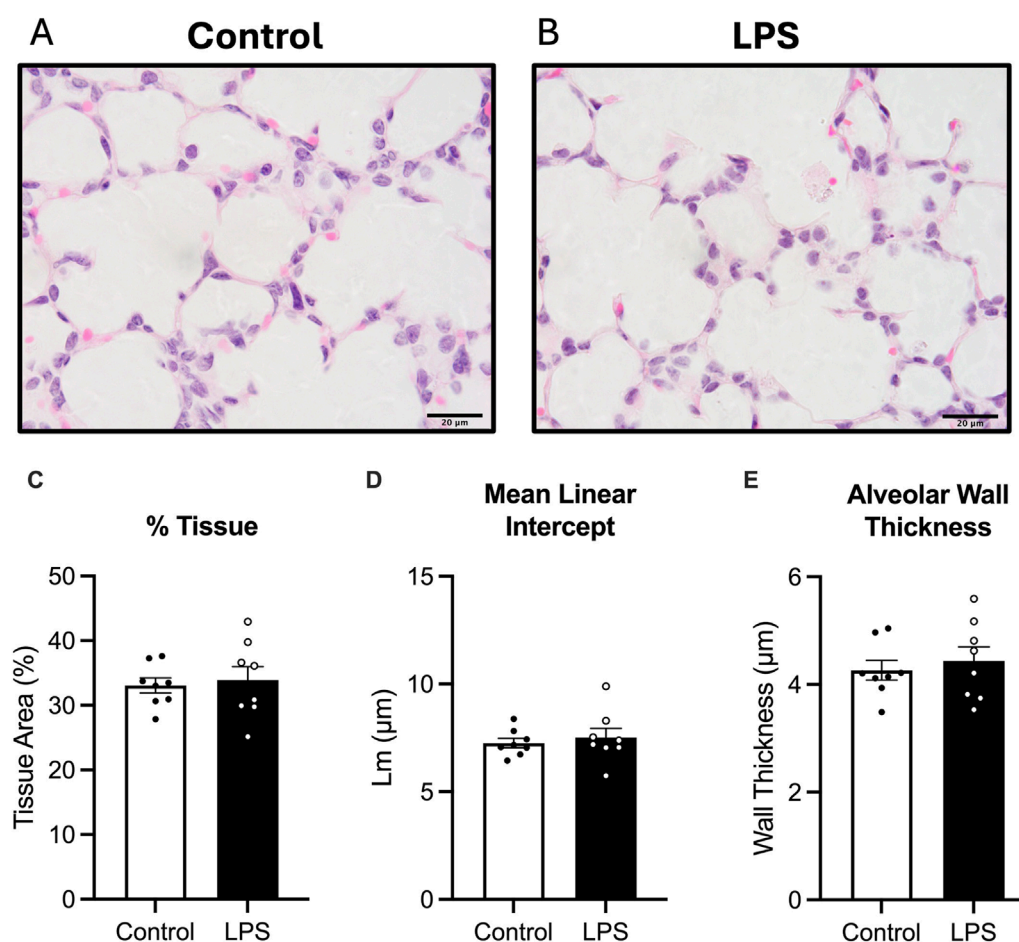 A
Control
B
LPS
20 µm
20 µm
C
% Tissue
D
Mean Linear
Intercept
E
Alveolar Wall
Thickness
Tissue Area (%)
50
40
30
20
10
0
Control
LPS
Lm (µm)
15
10
5
0
Control
LPS
Wall Thickness (µm)
6
4
2
0
Control
LPS